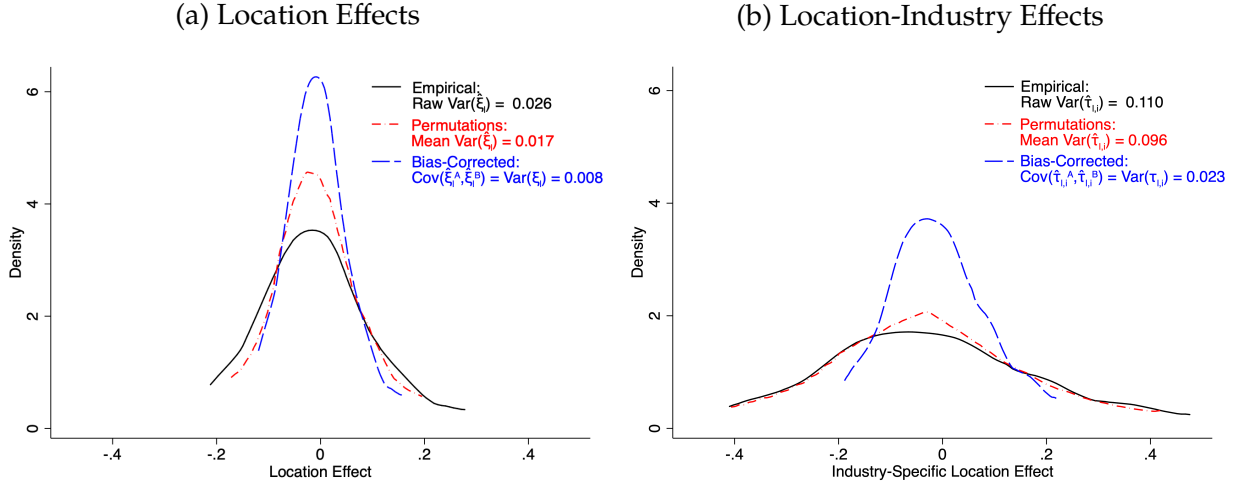 (a) Location Effects
6
4
2
0
Density
-.4
-.2
0
.2
.4
Location Effect
Empirical:
Raw Var(ξ̂ₗ) = 0.026
Permutations:
Mean Var(ξ̂ₗ) = 0.017
Bias-Corrected:
Cov(ξ̂ₗᴬ,ξ̂ₗᴮ) = Var(ξₗ) = 0.008
(b) Location-Industry Effects
6
4
2
0
Density
-.4
-.2
0
.2
.4
Industry-Specific Location Effect
Empirical:
Raw Var(τ̂ₗ,ᵢ) = 0.110
Permutations:
Mean Var(τ̂ₗ,ᵢ) = 0.096
Bias-Corrected:
Cov(τ̂ₗ,ᵢᴬ,τ̂ₗ,ᵢᴮ) = Var(τₗ,ᵢ) = 0.023